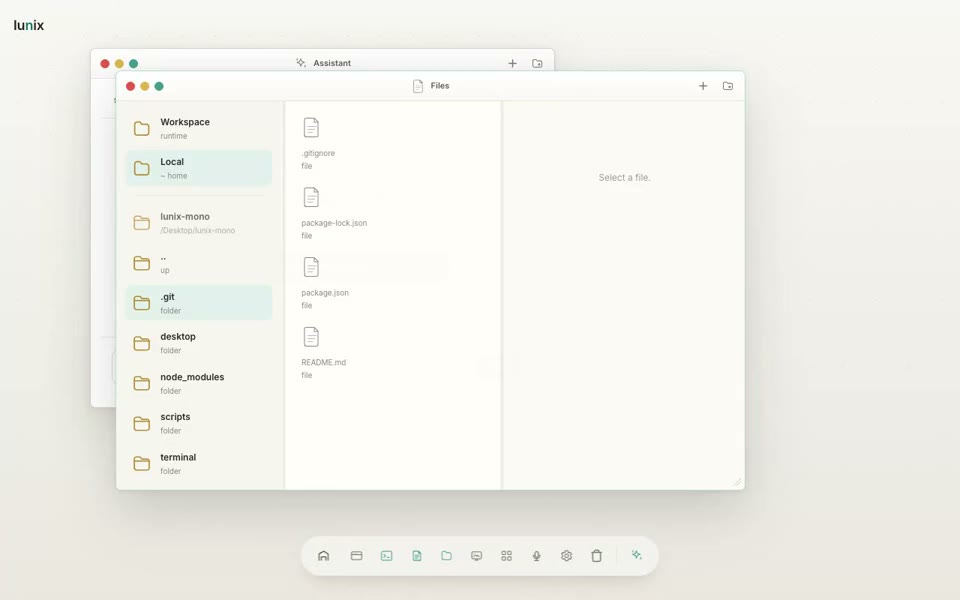 lunix
Assistant
Files
Workspace
runtime
Local
~ home
lunix-mono
/Desktop/lunix-mono
..
up
.git
folder
desktop
folder
node_modules
folder
scripts
folder
terminal
folder
.gitignore
file
package-lock.json
file
package.json
file
README.md
file
Select a file.